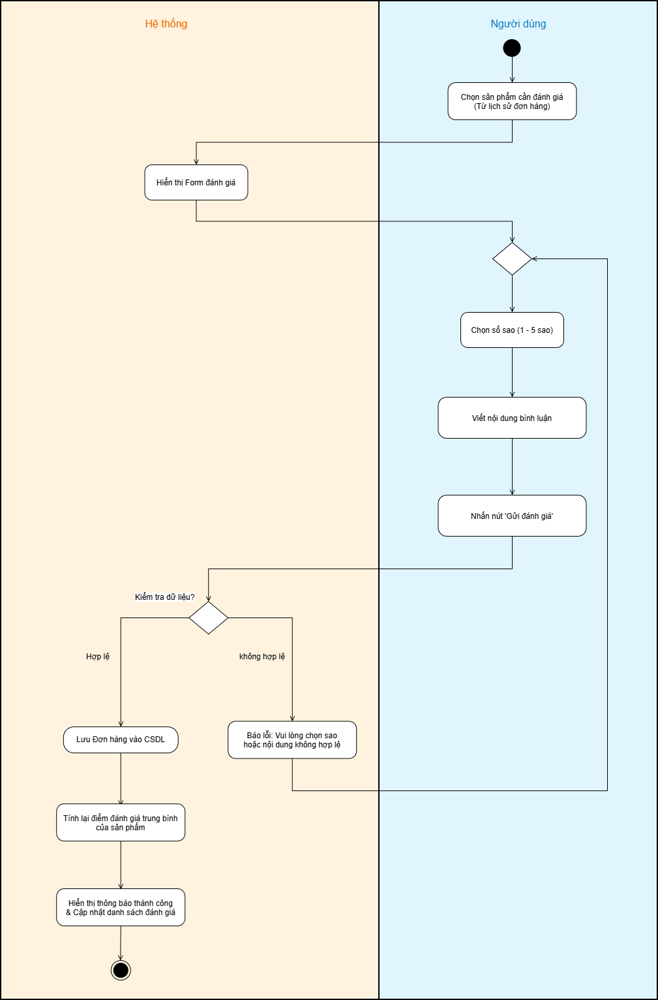 Hệ thống
Người dùng
Chọn sản phẩm cần đánh giá
(Từ lịch sử đơn hàng)
Hiển thị Form đánh giá
Chọn số sao (1 - 5 sao)
Viết nội dung bình luận
Nhấn nút 'Gửi đánh giá'
Kiểm tra dữ liệu?
Hợp lệ
không hợp lệ
Lưu Đơn hàng vào CSDL
Báo lỗi: Vui lòng chọn sao
hoặc nội dung không hợp lệ
Tính lại điểm đánh giá trung bình
của sản phẩm
Hiển thị thông báo thành công
& Cập nhật danh sách đánh giá